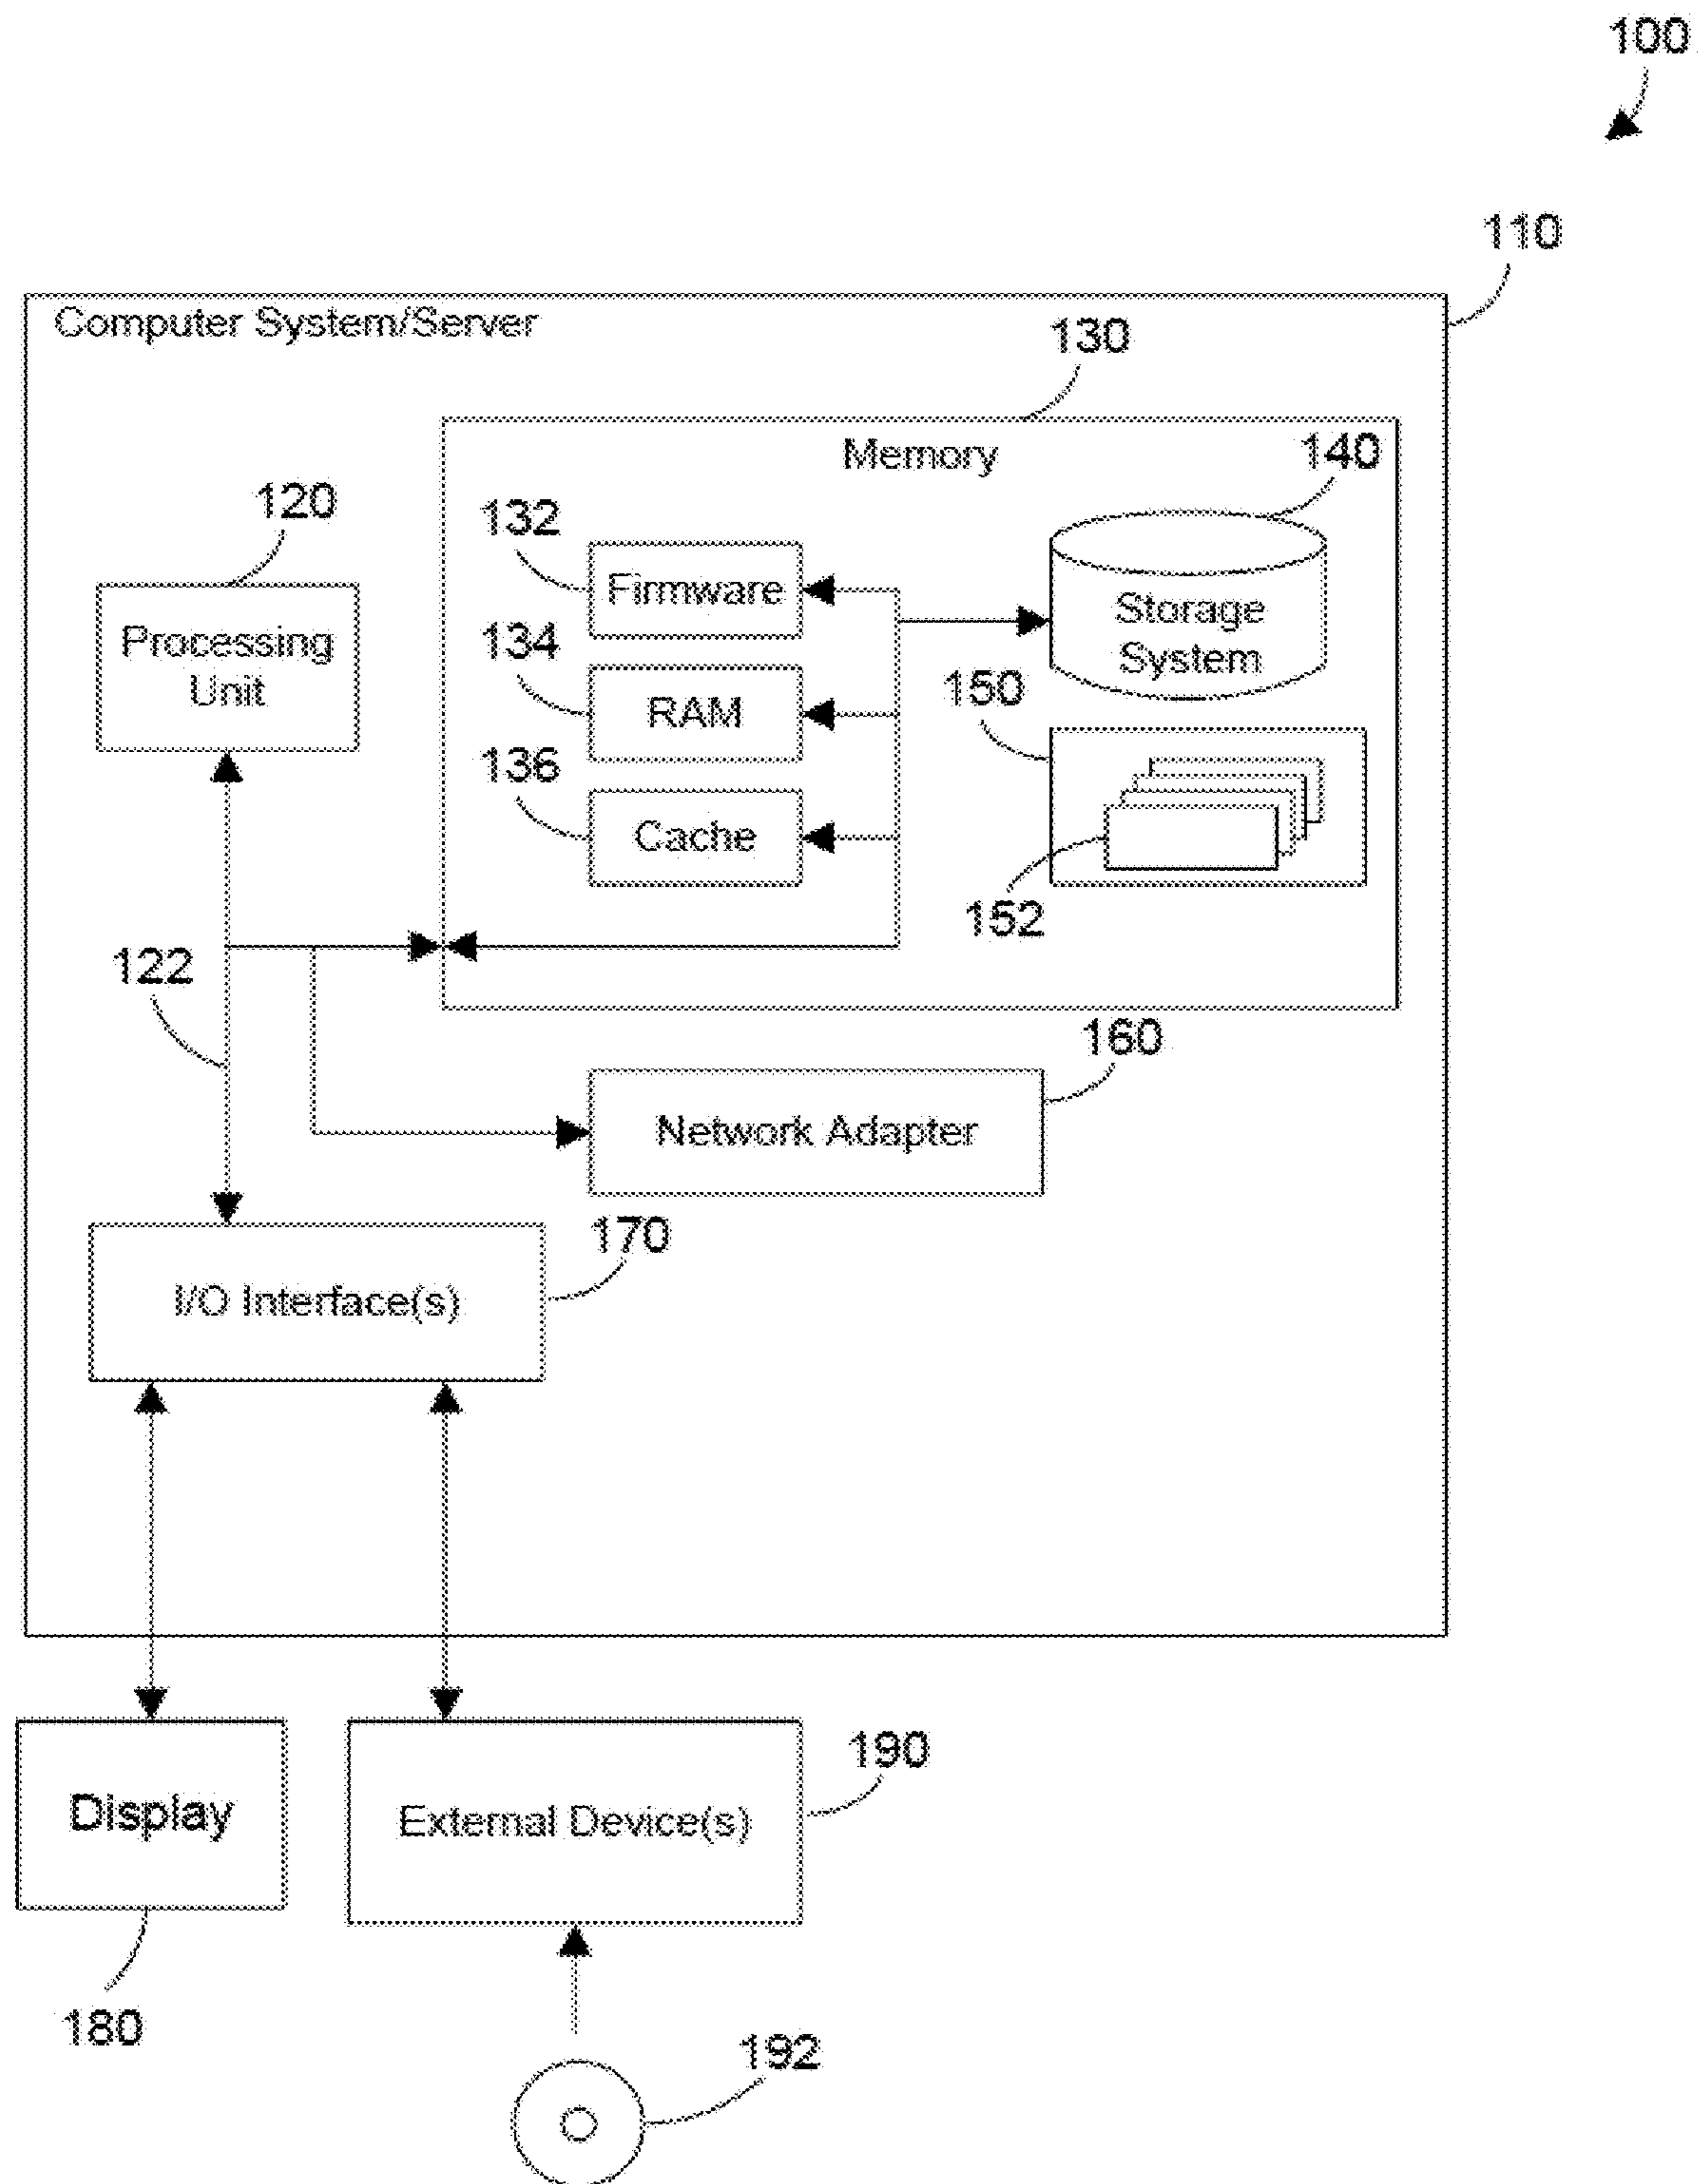 100
110
Computer System/Server
130
Memory
140
120
132
Firmware
Processing
Unit
134
Storage
System
RAM
150
136
Cache
152
122
160
Network Adapter
170
I/O Interface(s)
190
Display
External Device(s)
180
192